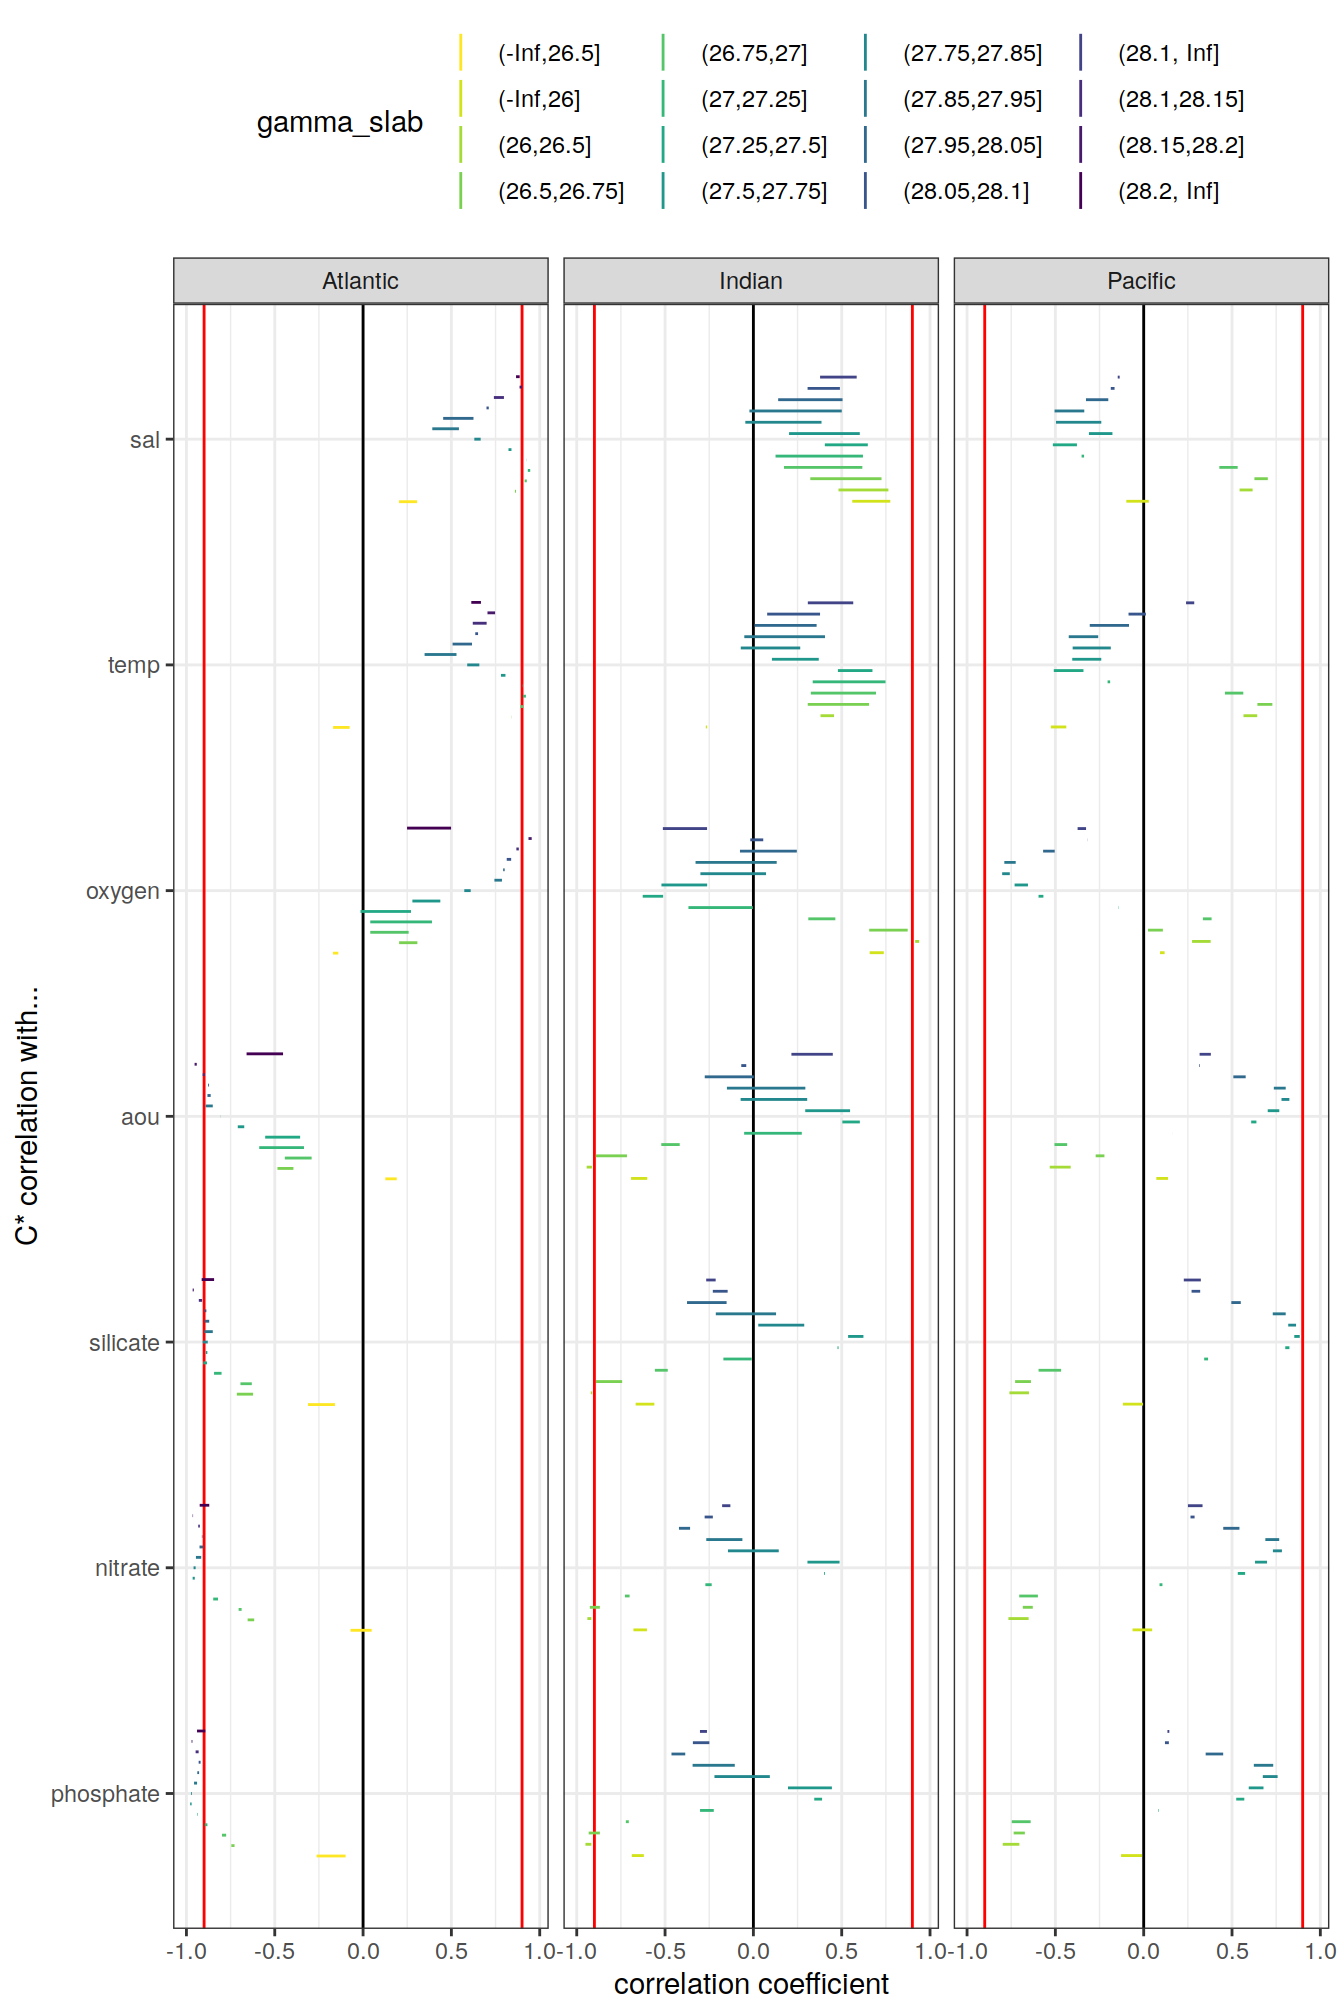 gamma_slab
(-Inf,26.5] (26.75,27] (27.75,27.85] (28.1, Inf]
(-Inf,26] (27,27.25] (27.85,27.95] (28.1,28.15]
(26,26.5] (27.25,27.5] (27.95,28.05] (28.15,28.2]
(26.5,26.75] (27.5,27.75] (28.05,28.1] (28.2, Inf]
Atlantic Indian Pacific
C* correlation with...
sal
temp
oxygen
aou
silicate
nitrate
phosphate
-1.0 -0.5 0.0 0.5 1.0 -1.0 -0.5 0.0 0.5 1.0 -1.0 -0.5 0.0 0.5 1.0
correlation coefficient